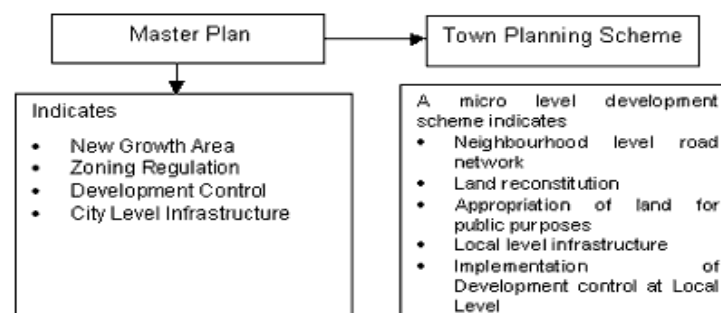 Master Plan
Town Planning Scheme
Indicates
• New Growth Area
• Zoning Regulation
• Development Control
• City Level Infrastructure
A micro level development
scheme indicates
• Neighbourhood level road
network
• Land reconstitution
• Appropriation of land for
public purposes
• Local level infrastructure
• Implementation of
Development control at Local
Level